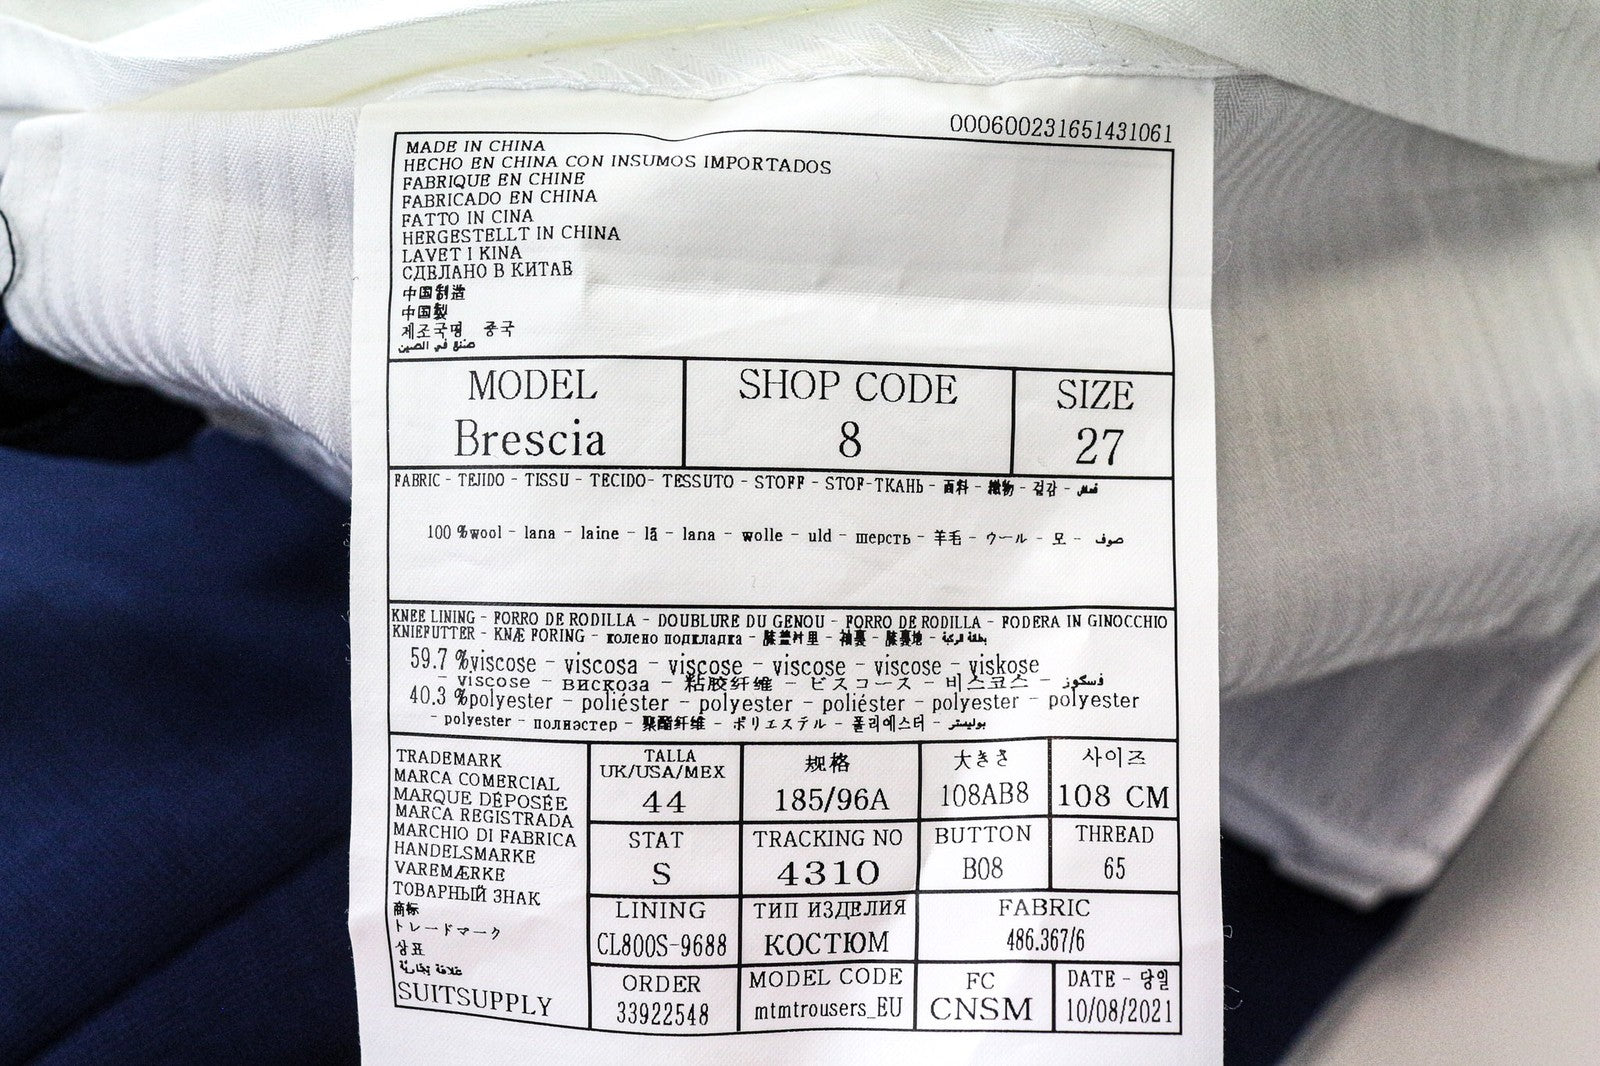 000600231651431061
MADE IN CHINA
HECHO EN CHINA CON INSUMOS IMPORTADOS
FABRIQUE EN CHINE
FABRICADO EN CHINA
FATTO IN CINA
HERGESTELLT IN CHINA
LAVET I KINA
СДЕЛАНО В КИТАЕ
中国制造
中国製
제조국명 중국
صنع في الصين
MODEL SHOP CODE SIZE
Brescia 8 27
FABRIC - TEJIDO - TISSU - TECIDO- TESSUTO - STOFF - STOF-ТКАНЬ - 面料 - 織物 - 겉감 - قماش
100 %wool - lana - laine - lã - lana - wolle - uld - шерсть - 羊毛 - ウール - 모 - صوف
KNEE LINING - FORRO DE RODILLA - DOUBLURE DU GENOU - FORRO DE RODILLA - FODERA IN GINOCCHIO
KNIEFUTTER - KNÆ FORING - колено подкладка - 膝盖衬里 - 袖裏 - 膝裏地 - بطانة الركبة
59.7 %viscose - viscosa - viscose - viscose - viscose - viskose
- viscose - вискоза - 粘胶纤维 - ビスコース - 비스코스 - فسكوز
40.3 %polyester - poliéster - polyester - poliéster - polyester - polyester
- polyester - полиэстер - 聚酯纤维 - ポリエステル - 폴리에스터 - بوليستر
TRADEMARK
MARCA COMERCIAL
MARQUE DÉPOSÉE
MARCA REGISTRADA
MARCHIO DI FABRICA
HANDELSMARKE
VAREMÆRKE
ТОВАРНЫЙ ЗНАК
商标
トレードマーク
상표
علامة تجارية
SUITSUPPLY
TALLA 规格 大きさ 사이즈
UK/USA/MEX
44 185/96A 108AB8 108 CM
STAT TRACKING NO BUTTON THREAD
S 4310 B08 65
LINING ТИП ИЗДЕЛИЯ FABRIC
CL800S-9688 КОСТЮМ 486.367/6
ORDER MODEL CODE FC DATE - 당일
33922548 mtmtrousers_EU CNSM 10/08/2021